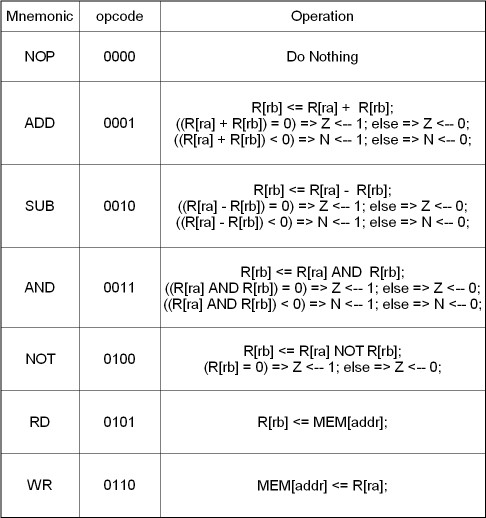 Mnemonic opcode Operation
NOP 0000 Do Nothing
R[rb] <= R[ra] + R[rb];
ADD 0001 ((R[ra] + R[rb]) = 0) => Z <-- 1; else => Z <-- 0;
((R[ra] + R[rb]) < 0) => N <-- 1; else => N <-- 0;
R[rb] <= R[ra] - R[rb];
SUB 0010 ((R[ra] - R[rb]) = 0) => Z <-- 1; else => Z <-- 0;
((R[ra] - R[rb]) < 0) => N <-- 1; else => N <-- 0;
R[rb] <= R[ra] AND R[rb];
AND 0011 ((R[ra] AND R[rb]) = 0) => Z <-- 1; else => Z <-- 0;
((R[ra] AND R[rb]) < 0) => N <-- 1; else => N <-- 0;
R[rb] <= R[ra] NOT R[rb];
NOT 0100 (R[rb] = 0) => Z <-- 1; else => Z <-- 0;
RD 0101 R[rb] <= MEM[addr];
WR 0110 MEM[addr] <= R[ra];